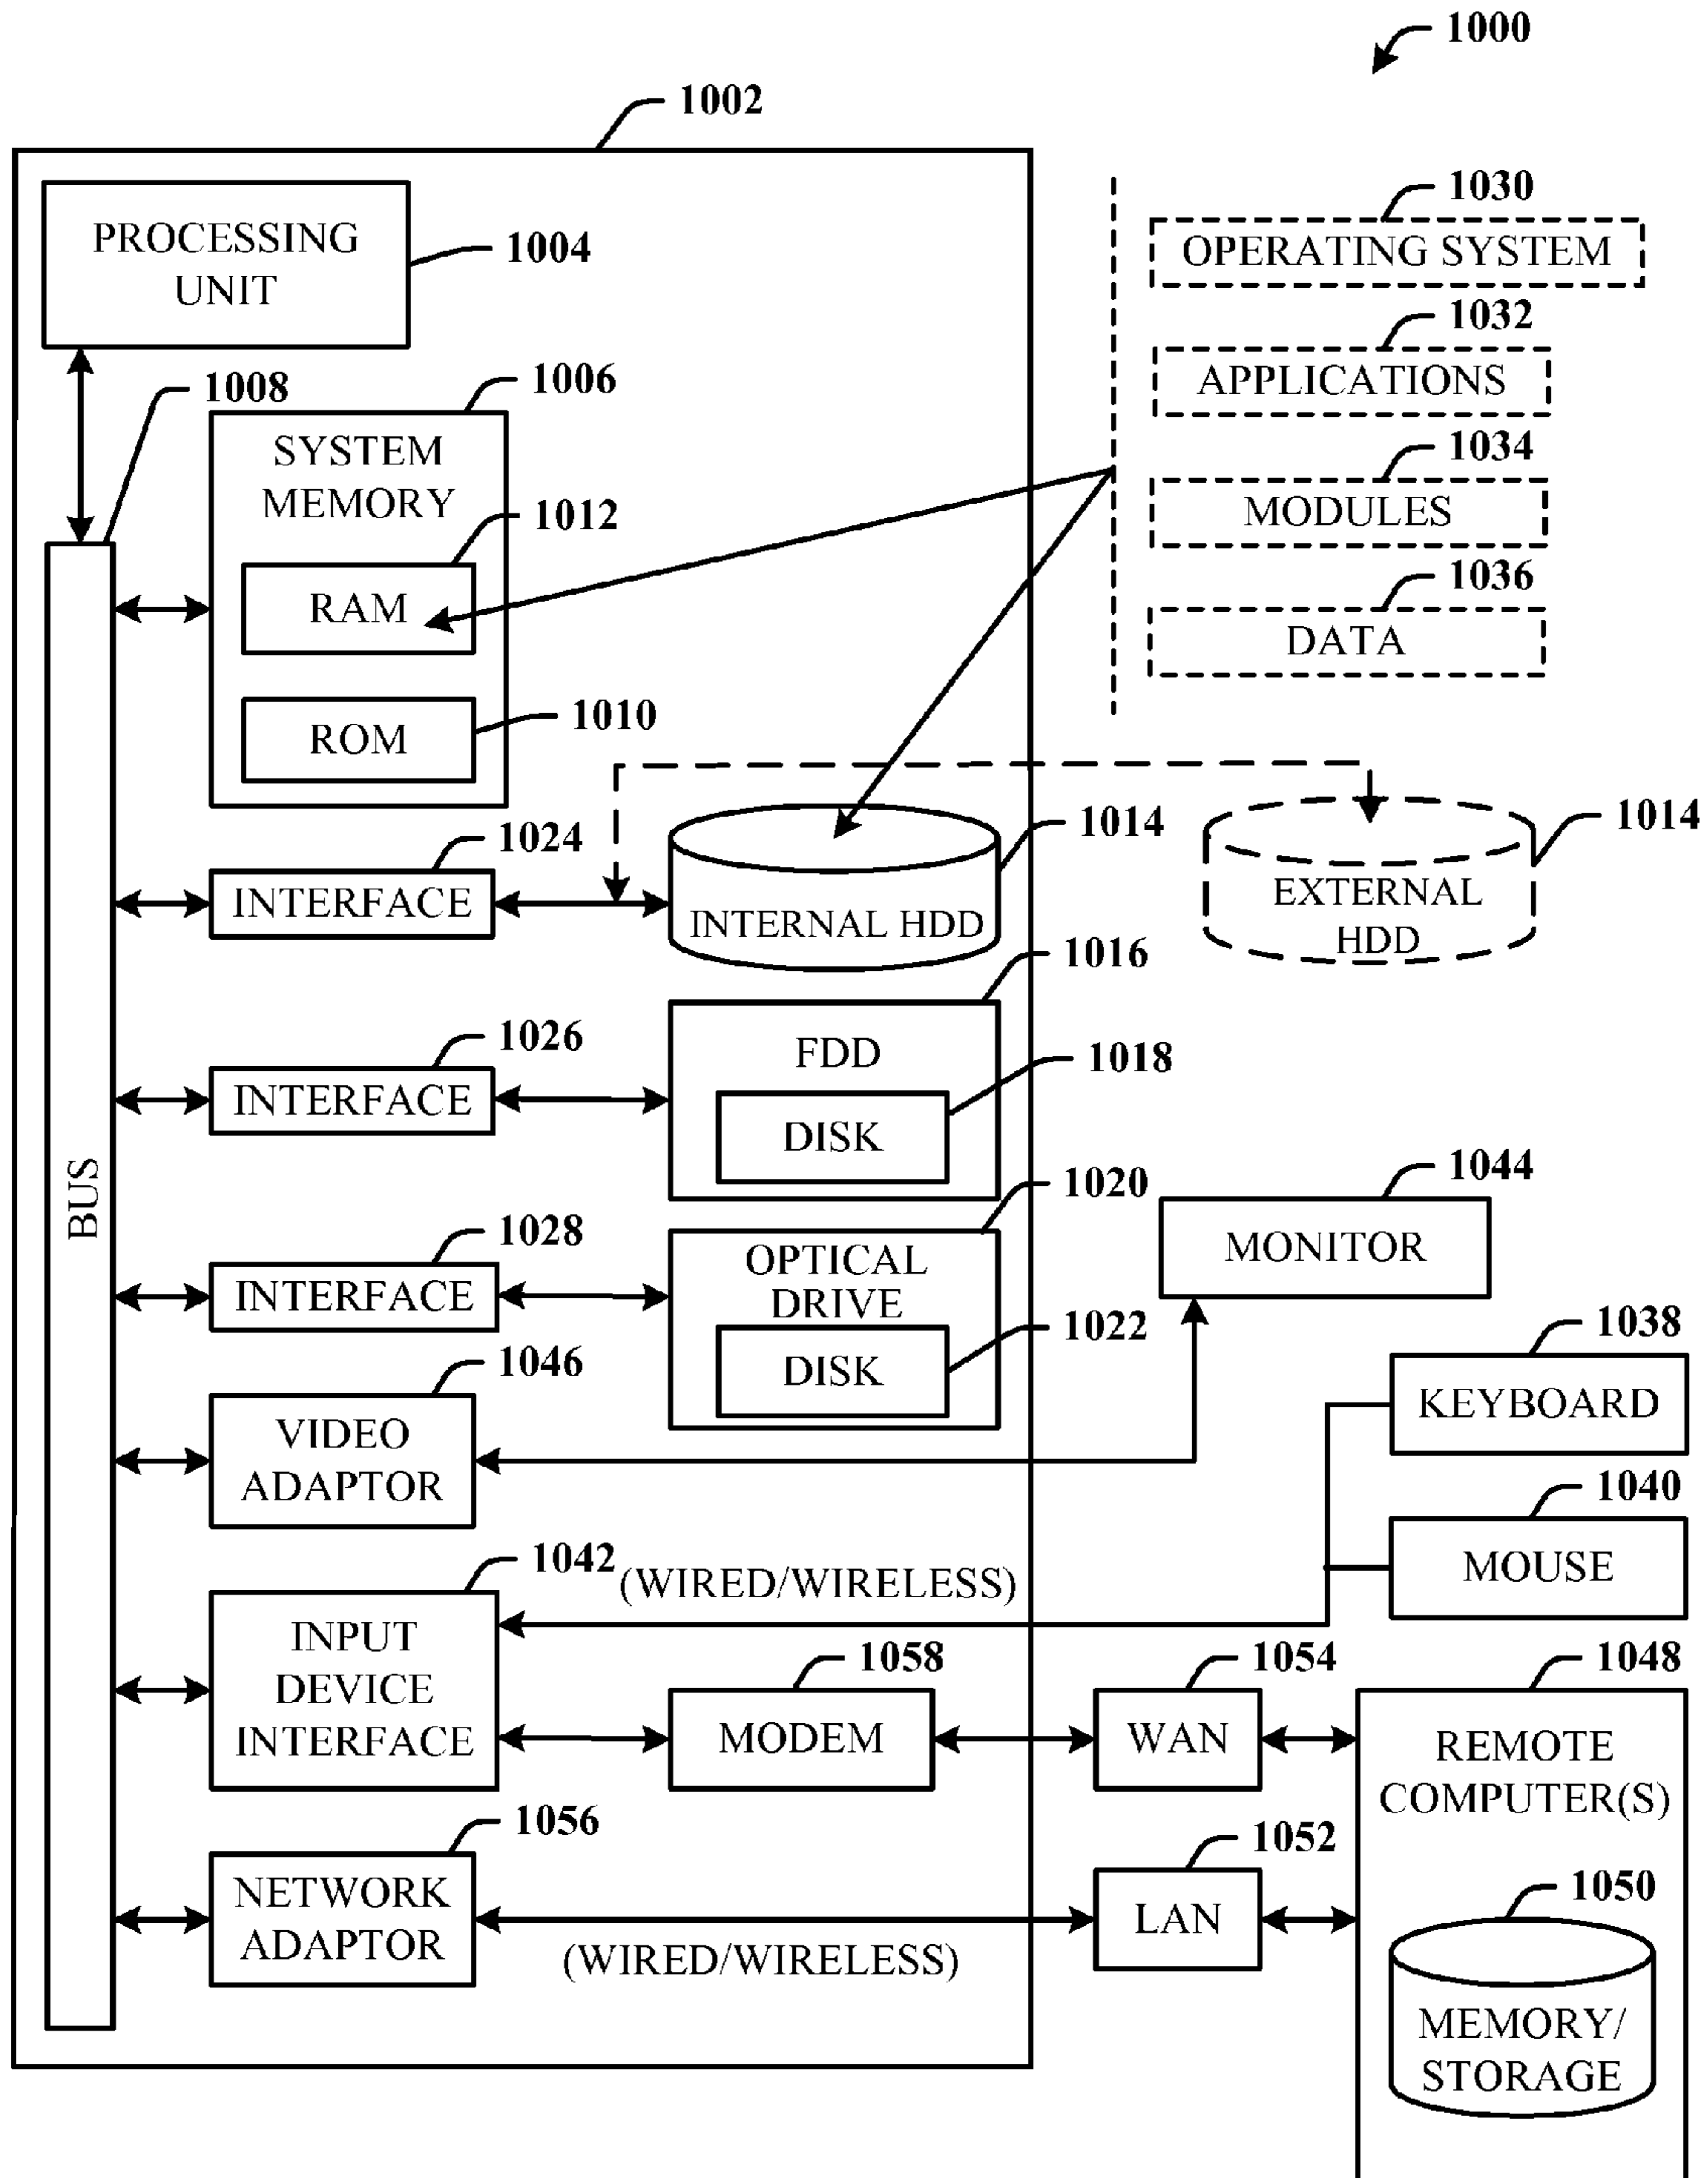 1000
1002
PROCESSING
UNIT
1004
1030
OPERATING SYSTEM
1032
APPLICATIONS
1034
MODULES
1036
DATA
1008
1006
SYSTEM
MEMORY
1012
RAM
1010
ROM
BUS
1024
INTERFACE
1014
INTERNAL HDD
1014
EXTERNAL
HDD
1026
INTERFACE
1016
FDD
1018
DISK
1028
INTERFACE
1020
OPTICAL
DRIVE
1022
DISK
1044
MONITOR
1046
VIDEO
ADAPTOR
1038
KEYBOARD
1040
MOUSE
1042
(WIRED/WIRELESS)
INPUT
DEVICE
INTERFACE
1058
MODEM
1054
WAN
1048
REMOTE
COMPUTER(S)
1056
NETWORK
ADAPTOR
(WIRED/WIRELESS)
1052
LAN
1050
MEMORY/
STORAGE